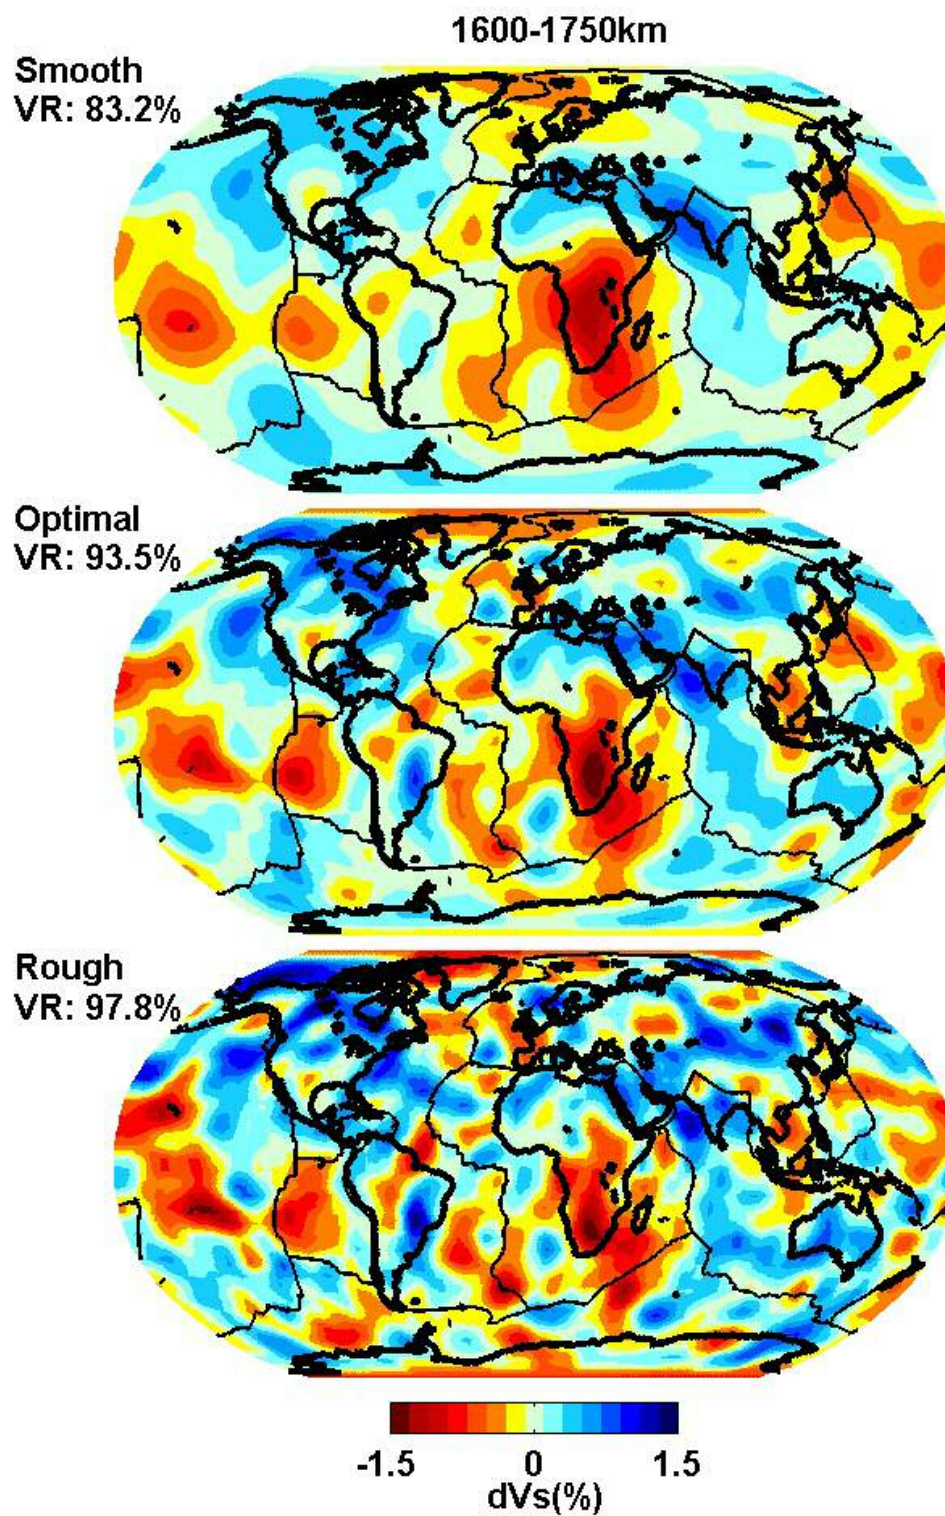 1600-1750km
Smooth
VR: 83.2%
Optimal
VR: 93.5%
Rough
VR: 97.8%
-1.5 0 1.5
dVs(%)